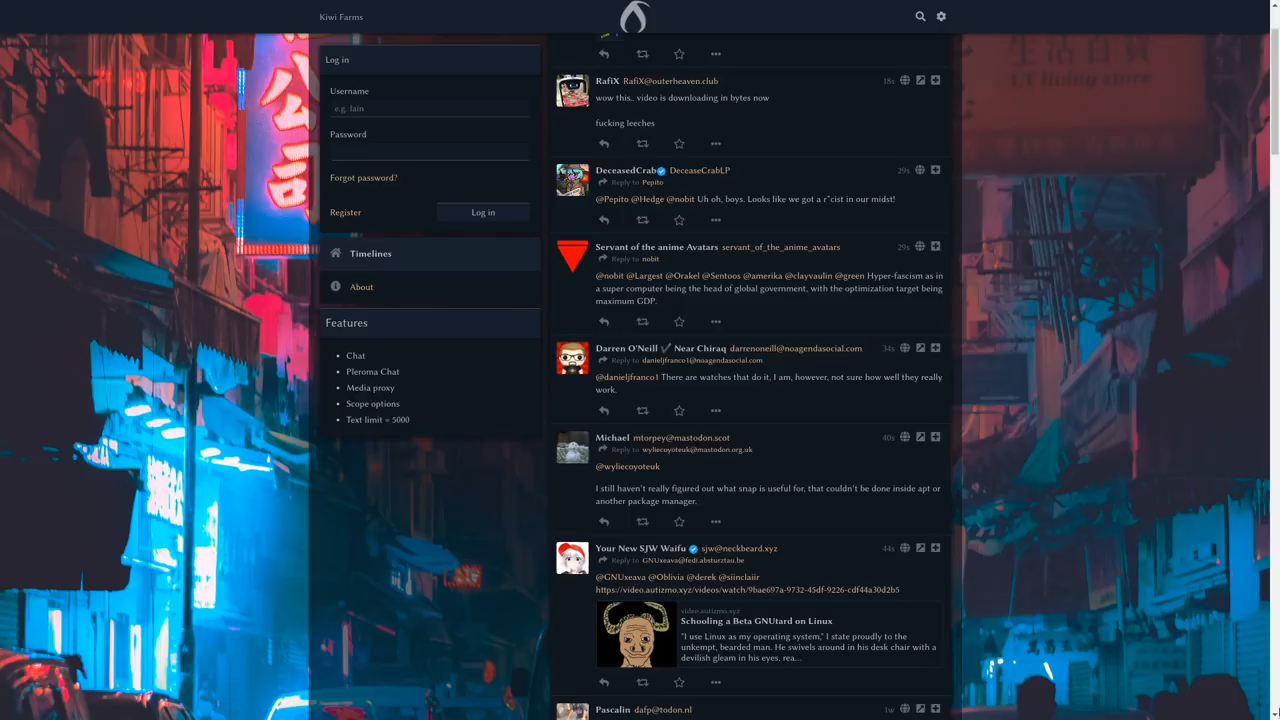 Kiwi Farms
Log in
Username
e.g. lain
Password
Forgot password?
Register
Log in
Timelines
About
Features
Chat
Pleroma Chat
Media proxy
Scope options
Text limit = 5000
RafiX RafiX@outerheaven.club 18s
wow this.. video is downloading in bytes now
fucking leeches
DeceasedCrab DeceaseCrabLP 29s
Reply to Pepito
@Pepito @Hedge @nobit Uh oh, boys. Looks like we got a r*cist in our midst!
Servant of the anime Avatars servant_of_the_anime_avatars 29s
Reply to nobit
@nobit @Largest @Orakel @Sentoos @amerika @clayvaulin @green Hyper-fascism as in
a super computer being the head of global government, with the optimization target being
maximum GDP.
Darren O'Neill ✔ Near Chiraq darrenoneill@noagendasocial.com 34s
Reply to danieljfranco1@noagendasocial.com
@danieljfranco1 There are watches that do it, I am, however, not sure how well they really
work.
Michael mtorpey@mastodon.scot 40s
Reply to wyliecoyoteuk@mastodon.org.uk
@wyliecoyoteuk
I still haven't really figured out what snap is useful for, that couldn't be done inside apt or
another package manager.
Your New SJW Waifu sjw@neckbeard.xyz 44s
Reply to GNUxeava@fedi.absturztau.be
@GNUxeava @Oblivia @derek @siinclaiir
https://video.autizmo.xyz/videos/watch/9bae697a-9732-45df-9226-cdf44a30d2b5
video.autizmo.xyz
Schooling a Beta GNUtard on Linux
"I use Linux as my operating system," I state proudly to the
unkempt, bearded man. He swivels around in his desk chair with a
devilish gleam in his eyes, rea...
Pascalin dafp@todon.nl 1w